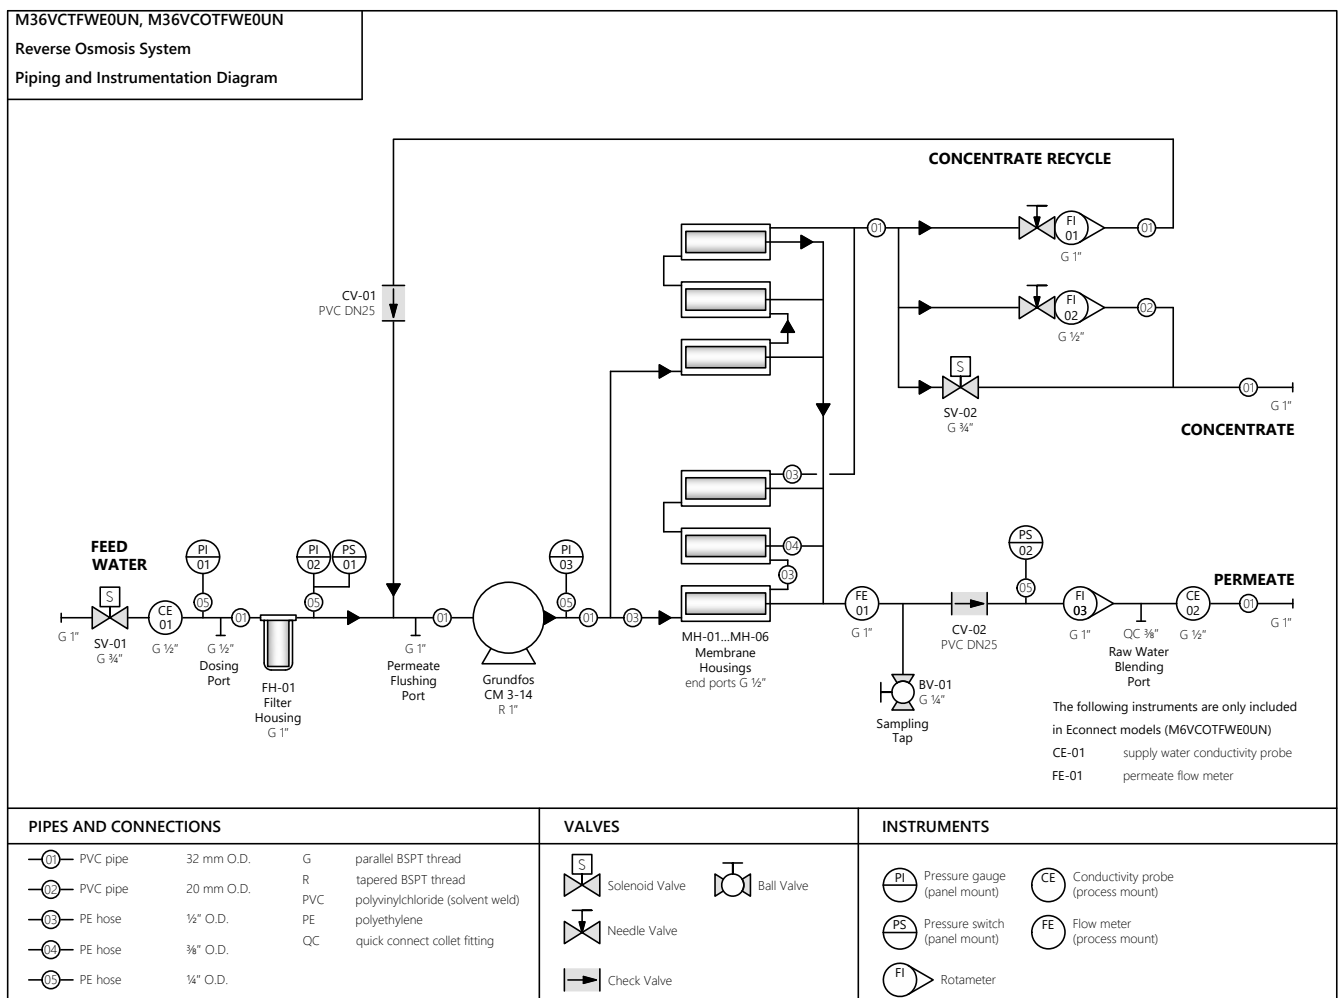 M36VCTFWE0UN, M36VCOTFWE0UN
Reverse Osmosis System
Piping and Instrumentation Diagram
CONCENTRATE RECYCLE
01
FI
01
01
G 1"
CV-01
PVC DN25
FI
02
02
G ½"
S
SV-02
G ¾"
01
G 1"
CONCENTRATE
03
04
03
FEED
WATER
G 1"
S
SV-01
G ¾"
CE
01
G ½"
PI
01
05
G ½"
Dosing
Port
01
FH-01
Filter
Housing
G 1"
PI
02
PS
01
05
G 1"
Permeate
Flushing
Port
01
Grundfos
CM 3-14
R 1"
PI
03
05
01
03
MH-01...MH-06
Membrane
Housings
end ports G ½"
FE
01
G 1"
BV-01
G ¼"
Sampling
Tap
CV-02
PVC DN25
PS
02
05
FI
03
G 1"
QC ⅜"
Raw Water
Blending
Port
CE
02
G ½"
PERMEATE
01
G 1"
The following instruments are only included
in Econnect models (M6VCOTFWE0UN)
CE-01 supply water conductivity probe
FE-01 permeate flow meter
PIPES AND CONNECTIONS
01 PVC pipe 32 mm O.D.
02 PVC pipe 20 mm O.D.
03 PE hose ½" O.D.
04 PE hose ⅜" O.D.
05 PE hose ¼" O.D.
G parallel BSPT thread
R tapered BSPT thread
PVC polyvinylchloride (solvent weld)
PE polyethylene
QC quick connect collet fitting
VALVES
S
Solenoid Valve
Ball Valve
Needle Valve
Check Valve
INSTRUMENTS
PI
Pressure gauge
(panel mount)
CE
Conductivity probe
(process mount)
PS
Pressure switch
(panel mount)
FE
Flow meter
(process mount)
FI
Rotameter